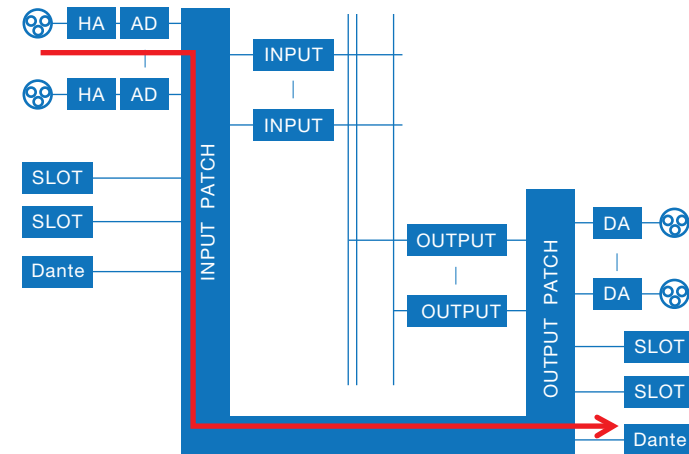 HA AD
INPUT
HA AD
INPUT
SLOT
SLOT
Dante
INPUT PATCH
OUTPUT
OUTPUT
OUTPUT PATCH
DA
DA
SLOT
SLOT
Dante